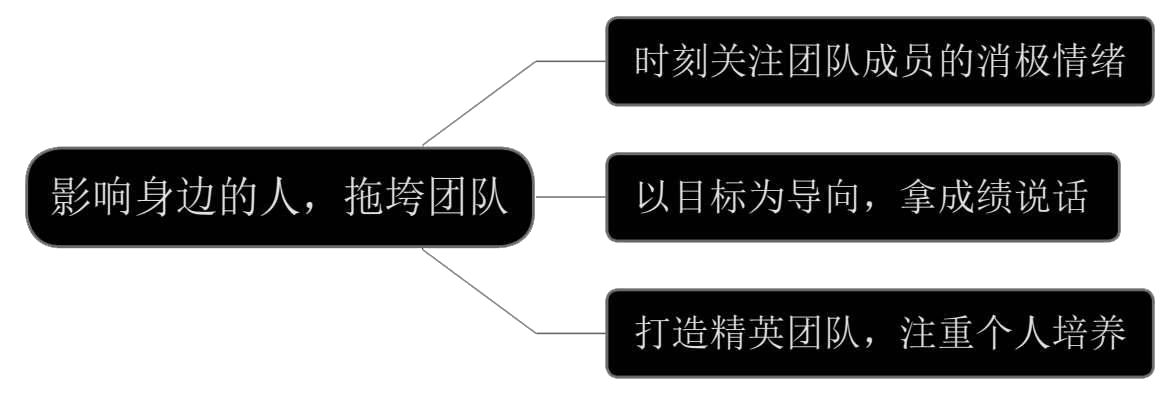 时刻关注团队成员的消极情绪
影响身边的人，拖垮团队
以目标为导向，拿成绩说话
打造精英团队，注重个人培养